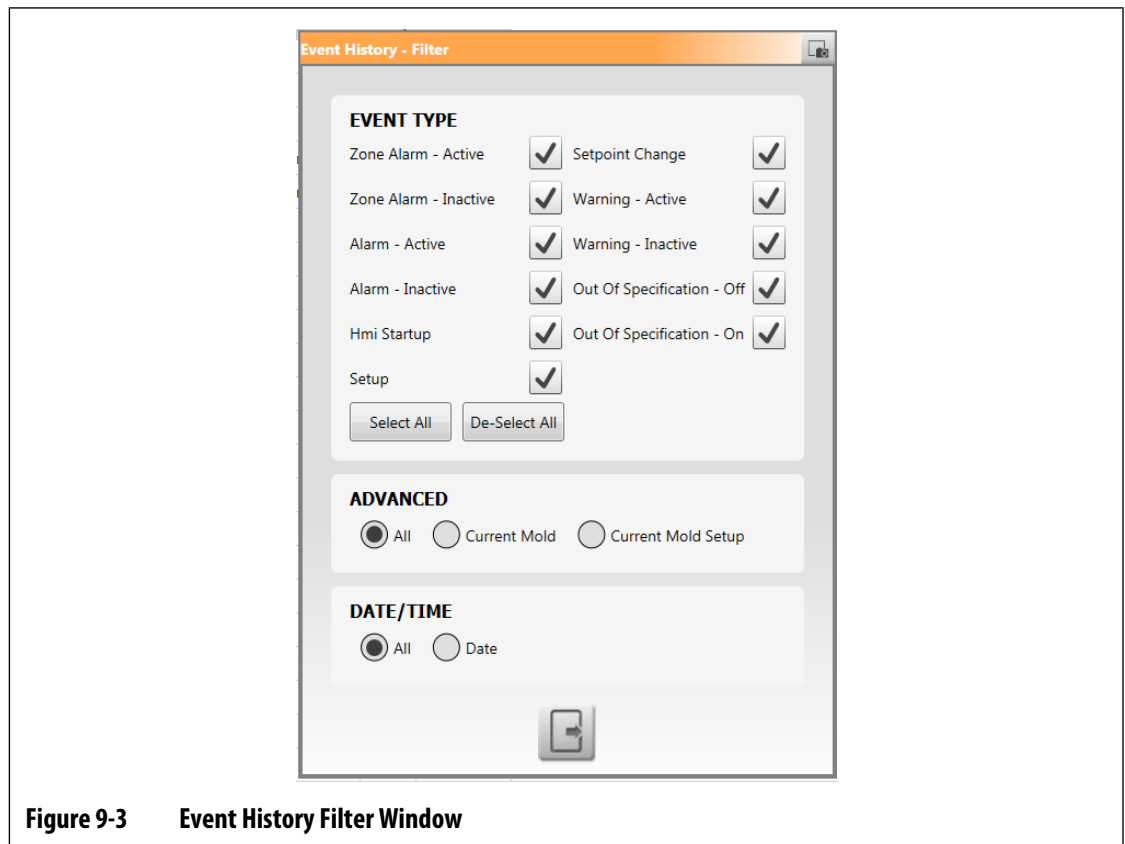 Event History - Filter
EVENT TYPE
Zone Alarm - Active
Setpoint Change
Zone Alarm - Inactive
Warning - Active
Alarm - Active
Warning - Inactive
Alarm - Inactive
Out Of Specification - Off
Hmi Startup
Out Of Specification - On
Setup
Select All
De-Select All
ADVANCED
All
Current Mold
Current Mold Setup
DATE/TIME
All
Date
Figure 9-3 Event History Filter Window